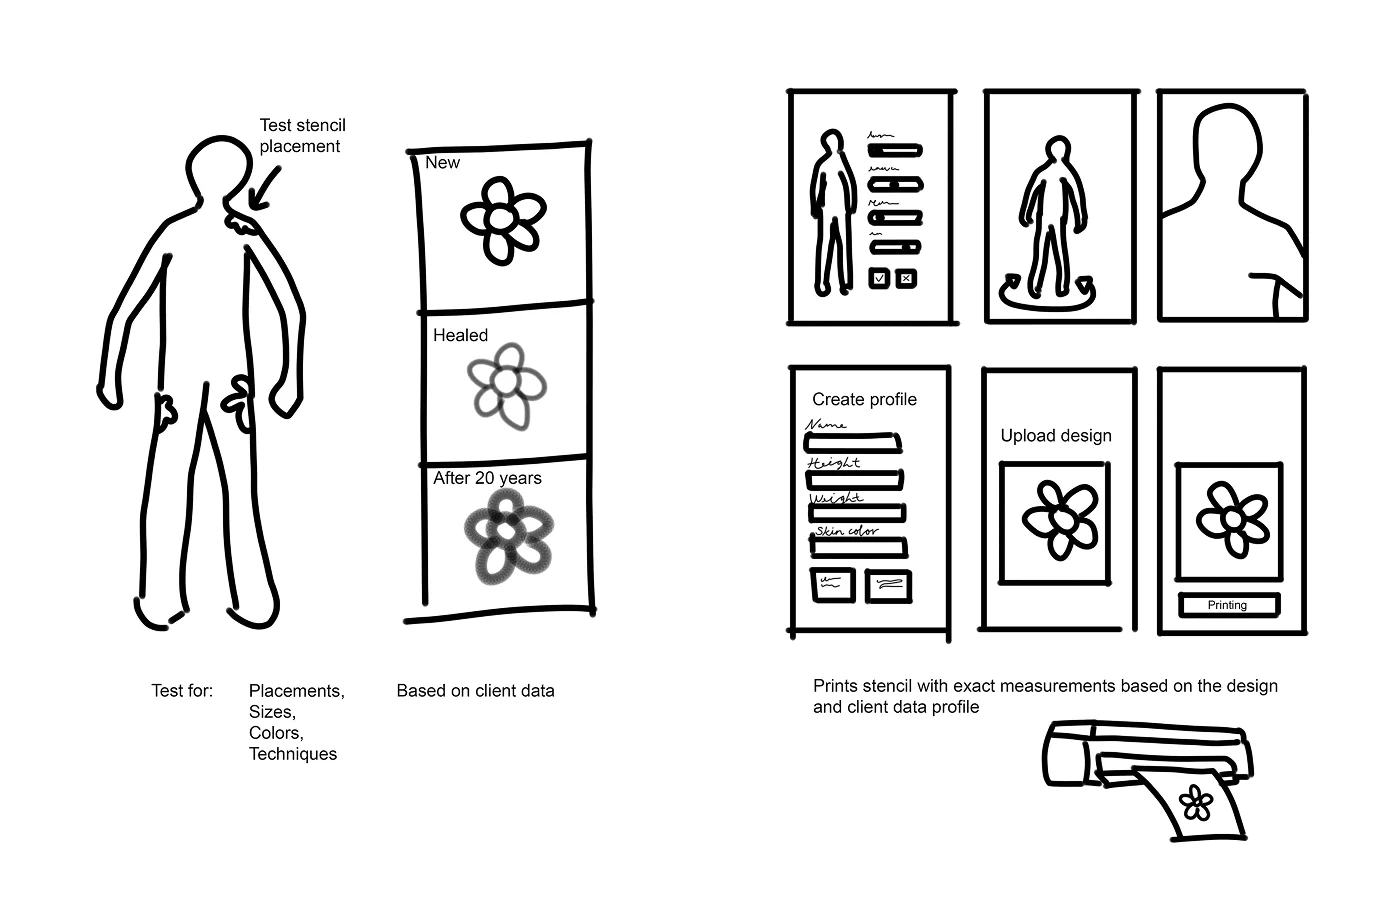 Test stencil
placement
New
Healed
After 20 years
Test for:
Placements,
Sizes,
Colors,
Techniques
Based on client data
Create profile
Name
Height
Weight
Skin color
Upload design
Printing
Prints stencil with exact measurements based on the design
and client data profile